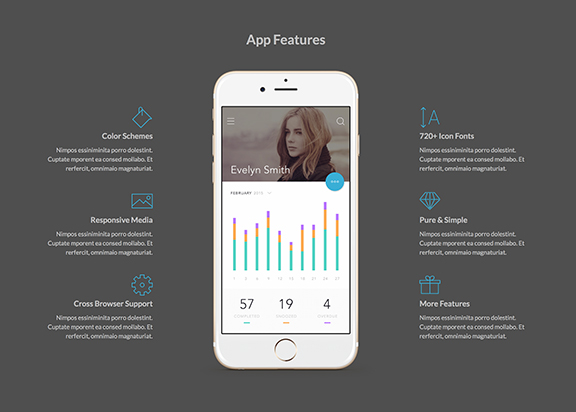 App Features
Color Schemes
Nimpos essiniminita porro dolestint.
Cuptate mporent ea consed mollabo. Et
rerfercit, omnimaio magnaturiat.
Responsive Media
Nimpos essiniminita porro dolestint.
Cuptate mporent ea consed mollabo. Et
rerfercit, omnimaio magnaturiat.
Cross Browser Support
Nimpos essiniminita porro dolestint.
Cuptate mporent ea consed mollabo. Et
rerfercit, omnimaio magnaturiat.
Evelyn Smith
FEBRUARY
57 19 4
COMPLETED
720+ Icon Fonts
Nimpos essiniminita porro dolestint.
Cuptate mporent ea consed mollabo. Et
rerfercit, omnimaio magnaturiat.
Pure & Simple
Nimpos essiniminita porro dolestint.
Cuptate mporent ea consed mollabo. Et
rerfercit, omnimaio magnaturiat.
More Features
Nimpos essiniminita porro dolestint.
Cuptate mporent ea consed mollabo. Et
rerfercit, omnimaio magnaturiat.